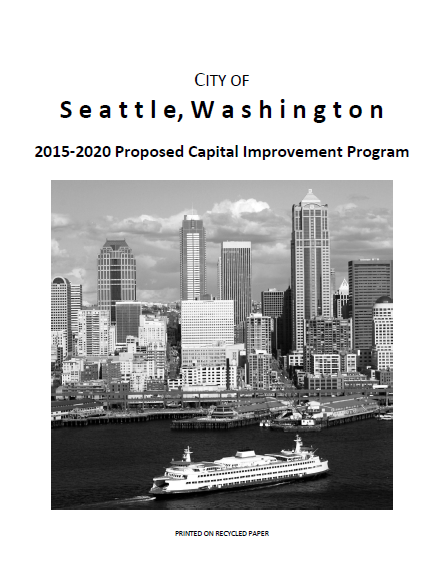 CITY OF
Seattle, Washington
2015-2020 Proposed Capital Improvement Program
PRINTED ON RECYCLED PAPER